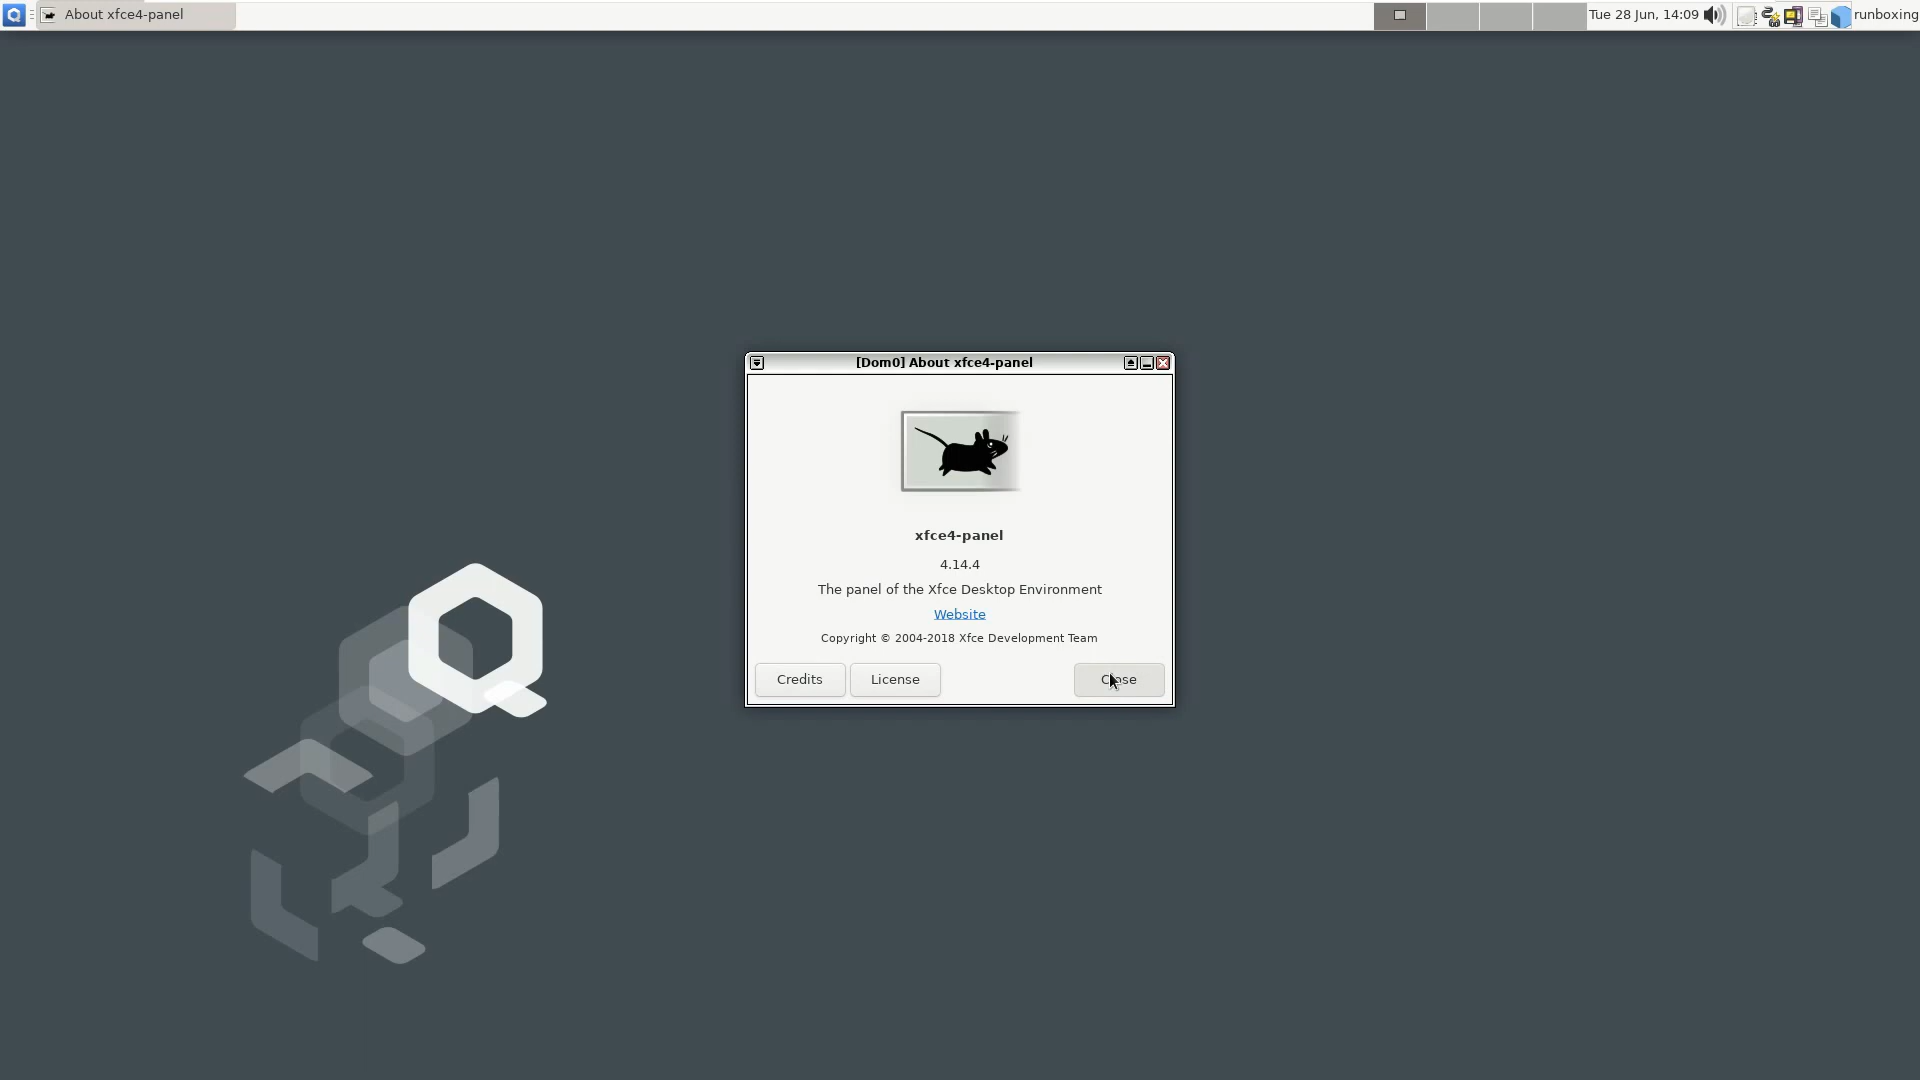 About xfce4-panel
Tue 28 Jun, 14:09
runboxing
[Dom0] About xfce4-panel
xfce4-panel
4.14.4
The panel of the Xfce Desktop Environment
Website
Copyright © 2004-2018 Xfce Development Team
Credits
License
Close